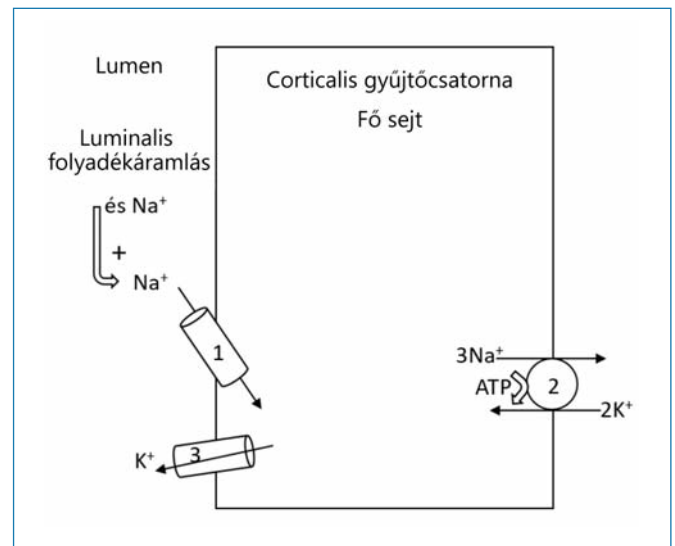 Lumen
Corticalis gyűjtőcsatorna
Fő sejt
Luminalis
folyadékáramlás
és Na⁺
+
Na⁺
1
3Na⁺
ATP
2
2K⁺
K⁺
3